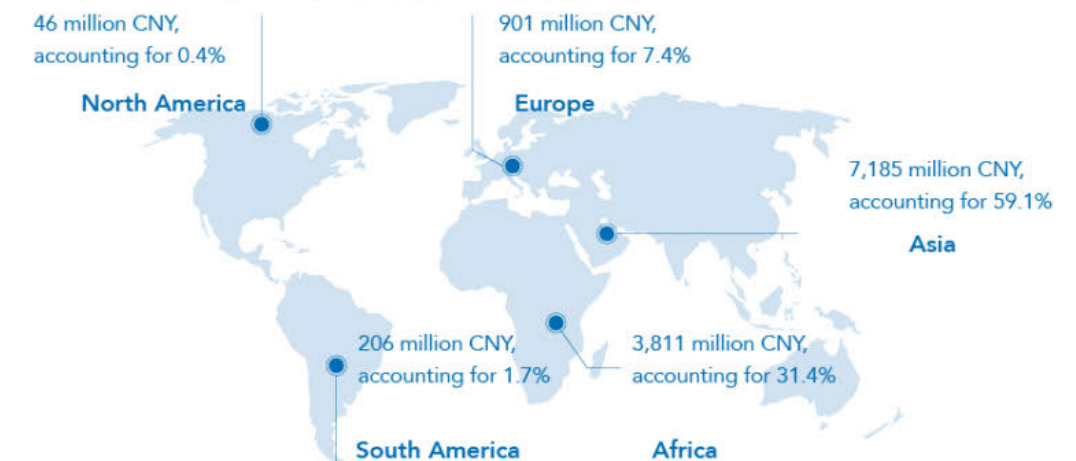 46 million CNY,
accounting for 0.4%
North America
901 million CNY,
accounting for 7.4%
Europe
7,185 million CNY,
accounting for 59.1%
Asia
206 million CNY,
accounting for 1.7%
South America
3,811 million CNY,
accounting for 31.4%
Africa